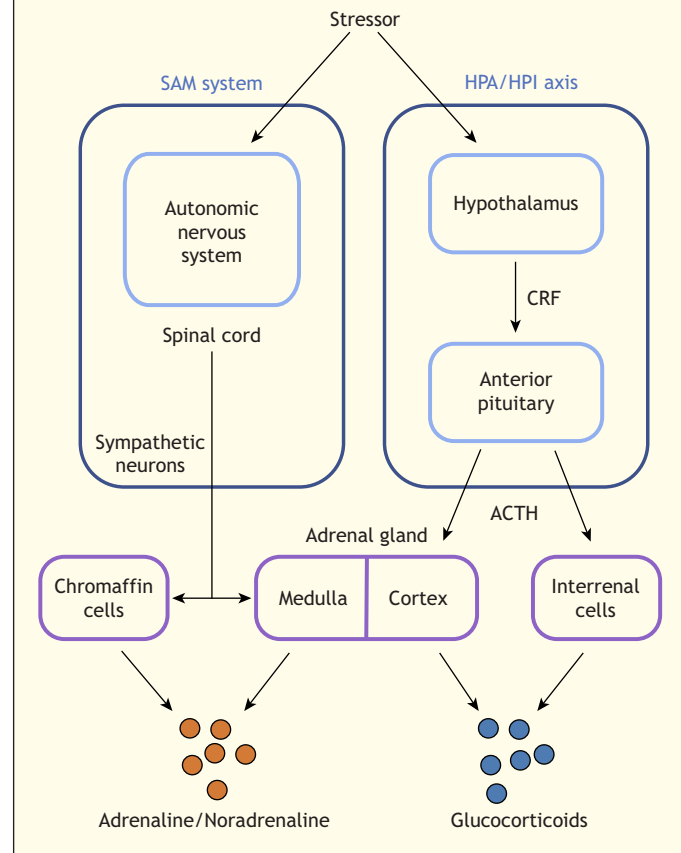 Stressor
SAM system
HPA/HPI axis
Autonomic
nervous
system
Hypothalamus
CRF
Spinal cord
Anterior
pituitary
Sympathetic
neurons
ACTH
Adrenal gland
Chromaffin
cells
Medulla
Cortex
Interrenal
cells
Adrenaline/Noradrenaline
Glucocorticoids